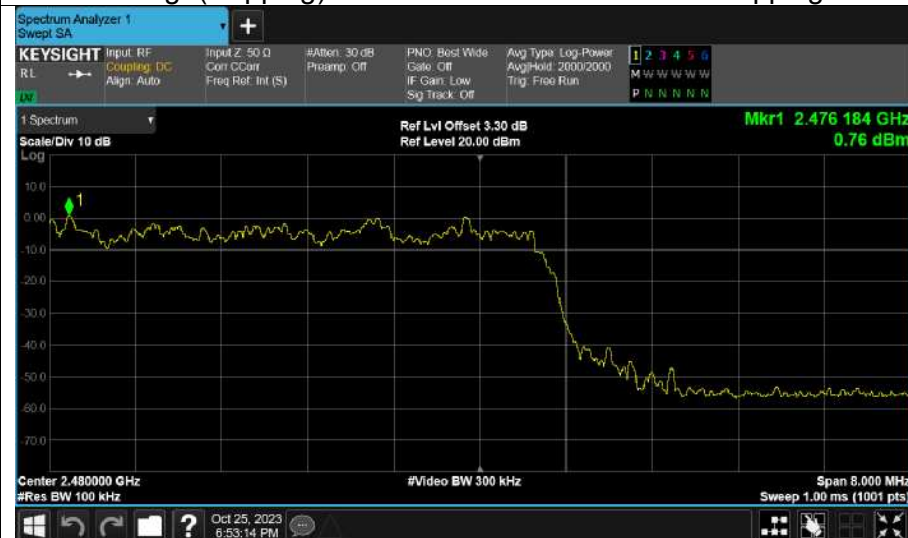 Spectrum Analyzer 1
Swept SA
KEYSIGHT Input: RF Input Z: 50 Ω #Atten: 30 dB PNO: Best Wide Avg Type: Log-Power 1 2 3 4 5 6
RL Coupling: DC Corr CCorr Preamp: Off Gate: Off Avg|Hold: 2000/2000 M W W W W W
Align: Auto Freq Ref: Int (S) IF Gain: Low Trig: Free Run
Sig Track: Off P N N N N N
1 Spectrum Ref Lvl Offset 3.30 dB Mkr1 2.476 184 GHz
Scale/Div 10 dB Ref Level 20.00 dBm 0.76 dBm
Log
10.0
1
0.00
-10.0
-20.0
-30.0
-40.0
-50.0
-60.0
-70.0
Center 2.480000 GHz #Video BW 300 kHz Span 8.000 MHz
#Res BW 100 kHz Sweep 1.00 ms (1001 pts)
Oct 25, 2023
6:53:14 PM